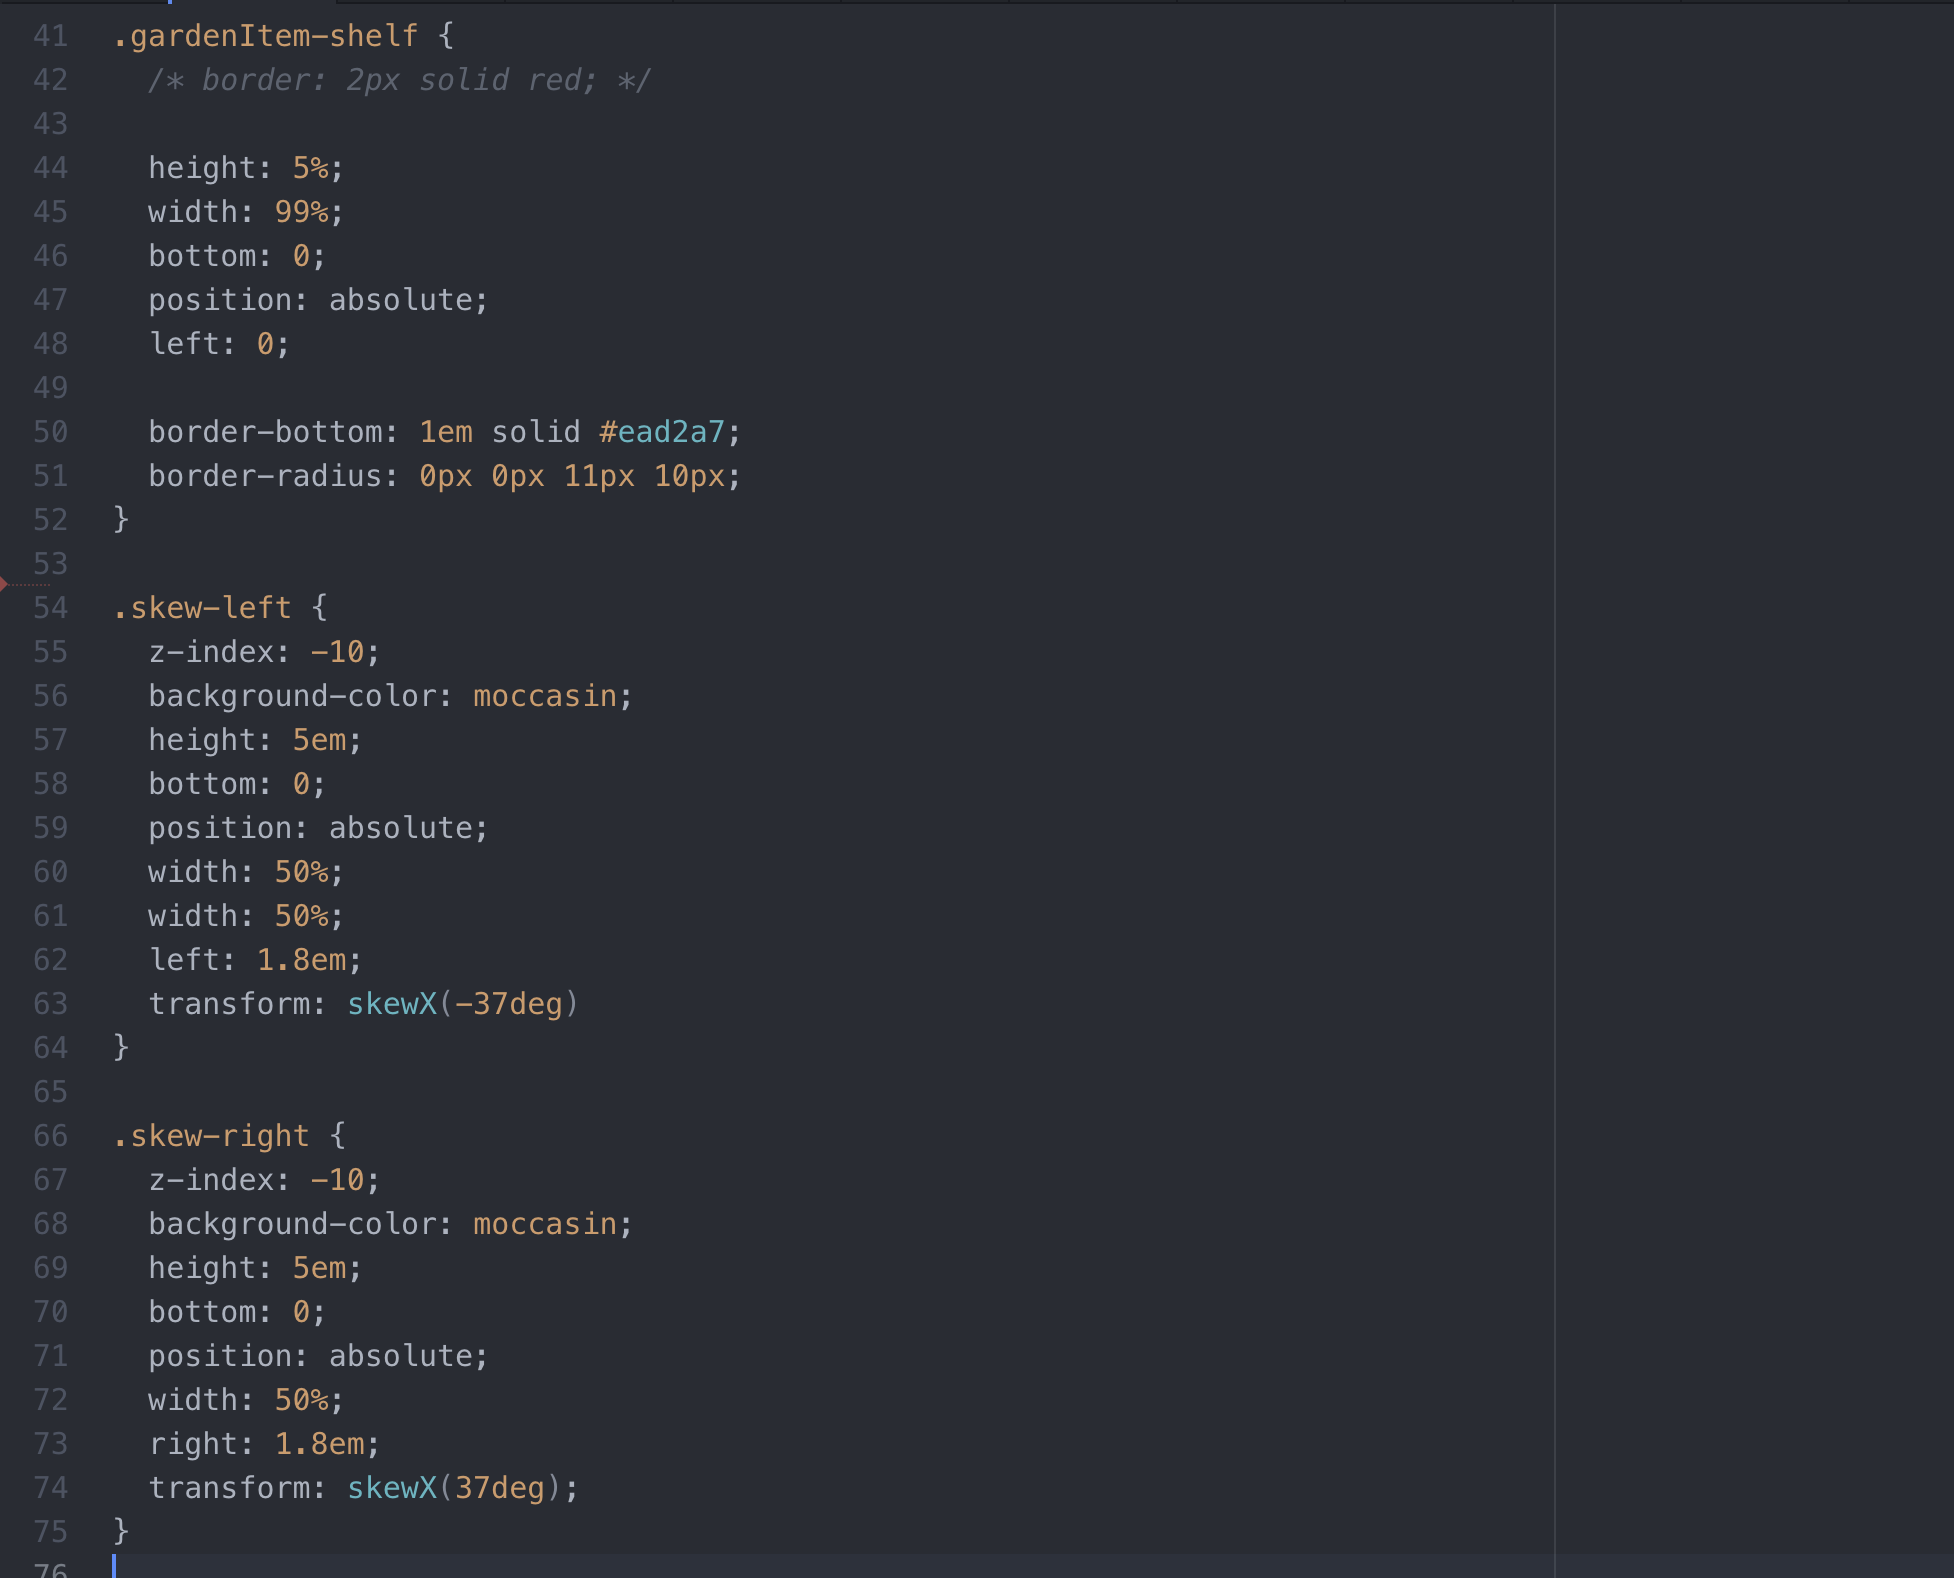 41 .gardenItem-shelf {
42 /* border: 2px solid red; */
43
44 height: 5%;
45 width: 99%;
46 bottom: 0;
47 position: absolute;
48 left: 0;
49
50 border-bottom: 1em solid #ead2a7;
51 border-radius: 0px 0px 11px 10px;
52 }
53
54 .skew-left {
55 z-index: -10;
56 background-color: moccasin;
57 height: 5em;
58 bottom: 0;
59 position: absolute;
60 width: 50%;
61 width: 50%;
62 left: 1.8em;
63 transform: skewX(-37deg)
64 }
65
66 .skew-right {
67 z-index: -10;
68 background-color: moccasin;
69 height: 5em;
70 bottom: 0;
71 position: absolute;
72 width: 50%;
73 right: 1.8em;
74 transform: skewX(37deg);
75 }
76